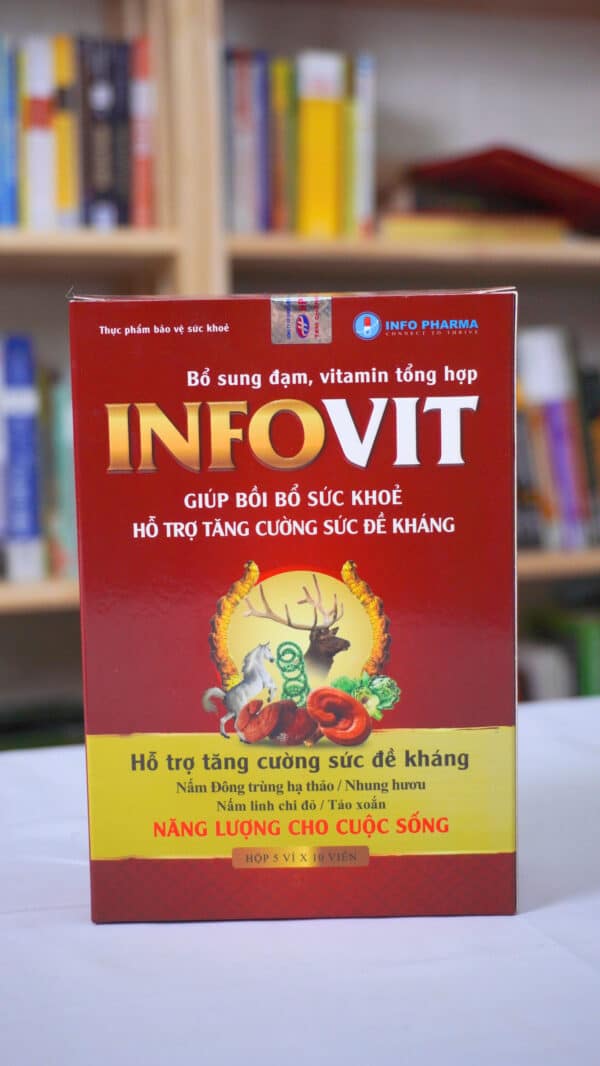 Thực phẩm bảo vệ sức khoẻ
INFO PHARMA
CONNECT TO THRIVE
Bổ sung đạm, vitamin tổng hợp
INFOVIT
GIÚP BỒI BỔ SỨC KHOẺ
HỖ TRỢ TĂNG CƯỜNG SỨC ĐỀ KHÁNG
Hỗ trợ tăng cường sức đề kháng
Nấm Đông trùng hạ thảo / Nhung hươu
Nấm linh chi đỏ / Tảo xoắn
NĂNG LƯỢNG CHO CUỘC SỐNG
HỘP 5 VỈ X 10 VIÊN